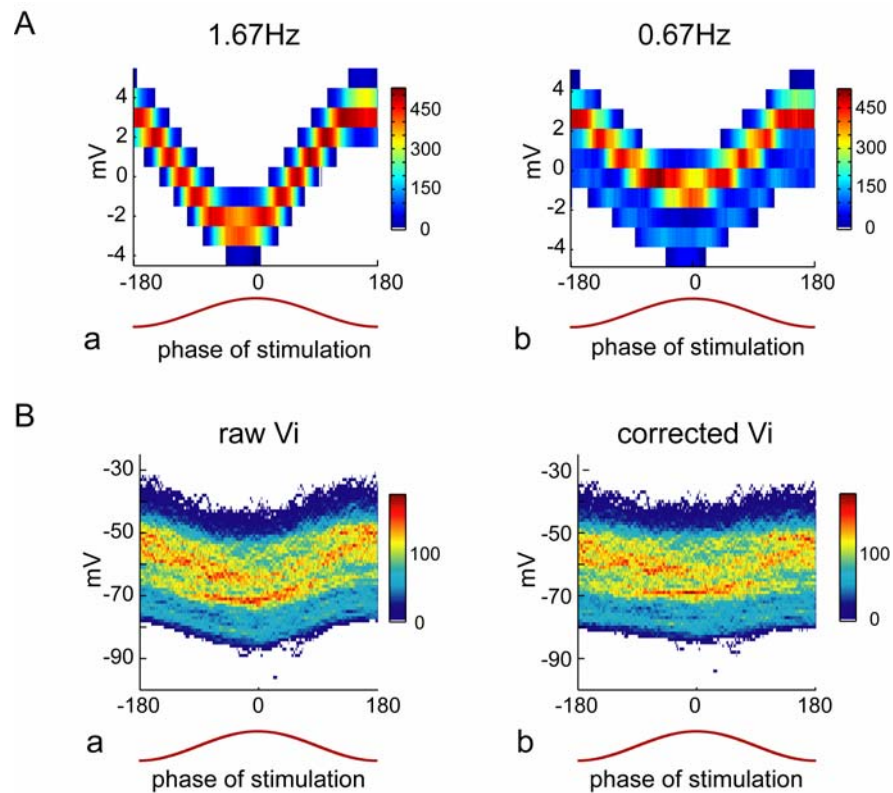 A
1.67Hz
0.67Hz
mV
4
2
0
-2
-4
450
300
150
0
-180
0
180
a
phase of stimulation
mV
4
2
0
-2
-4
450
300
150
0
-180
0
180
b
phase of stimulation
B
raw Vi
corrected Vi
mV
-30
-50
-70
-90
100
0
-180
0
180
a
phase of stimulation
mV
-30
-50
-70
-90
100
0
-180
0
180
b
phase of stimulation